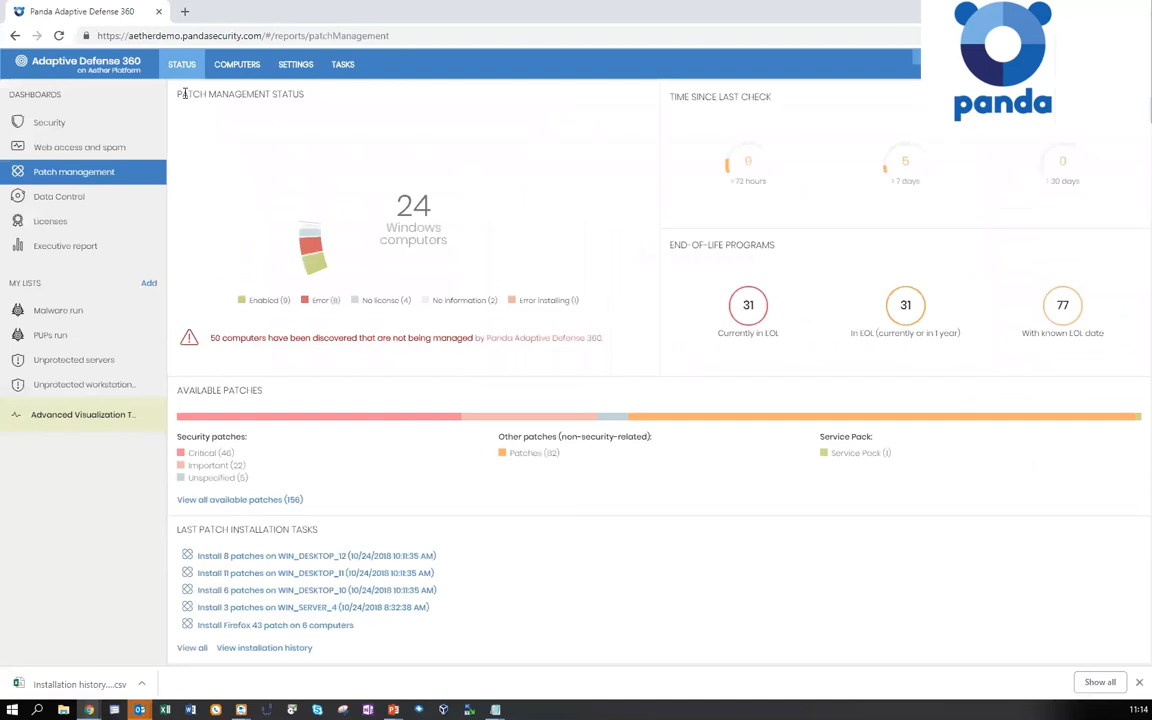 Panda Adaptive Defense 360
https://aetherdemo.pandasecurity.com/#/reports/patchManagement
panda
Adaptive Defense 360
on Aether Platform
STATUS
COMPUTERS
SETTINGS
TASKS
DASHBOARDS
Security
Web access and spam
Patch management
Data Control
Licenses
Executive report
MY LISTS
Add
Malware run
PUPs run
Unprotected servers
Unprotected workstation...
Advanced Visualization T...
PATCH MANAGEMENT STATUS
24
Windows
computers
Enabled (9) Error (8) No license (4) No information (2) Error installing (1)
50 computers have been discovered that are not being managed by Panda Adaptive Defense 360.
TIME SINCE LAST CHECK
9 5 0
>72 hours >7 days >30 days
END-OF-LIFE PROGRAMS
31 31 77
Currently in EOL In EOL (currently or in 1 year) With known EOL date
AVAILABLE PATCHES
Security patches: Other patches (non-security-related): Service Pack:
Critical (46) Patches (82) Service Pack (1)
Important (22)
Unspecified (5)
View all available patches (156)
LAST PATCH INSTALLATION TASKS
Install 8 patches on WIN_DESKTOP_12 (10/24/2018 10:11:35 AM)
Install 11 patches on WIN_DESKTOP_11 (10/24/2018 10:11:35 AM)
Install 6 patches on WIN_DESKTOP_10 (10/24/2018 10:11:35 AM)
Install 3 patches on WIN_SERVER_4 (10/24/2018 8:32:38 AM)
Install Firefox 43 patch on 6 computers
View all View installation history
Installation history....csv
Show all
11:14